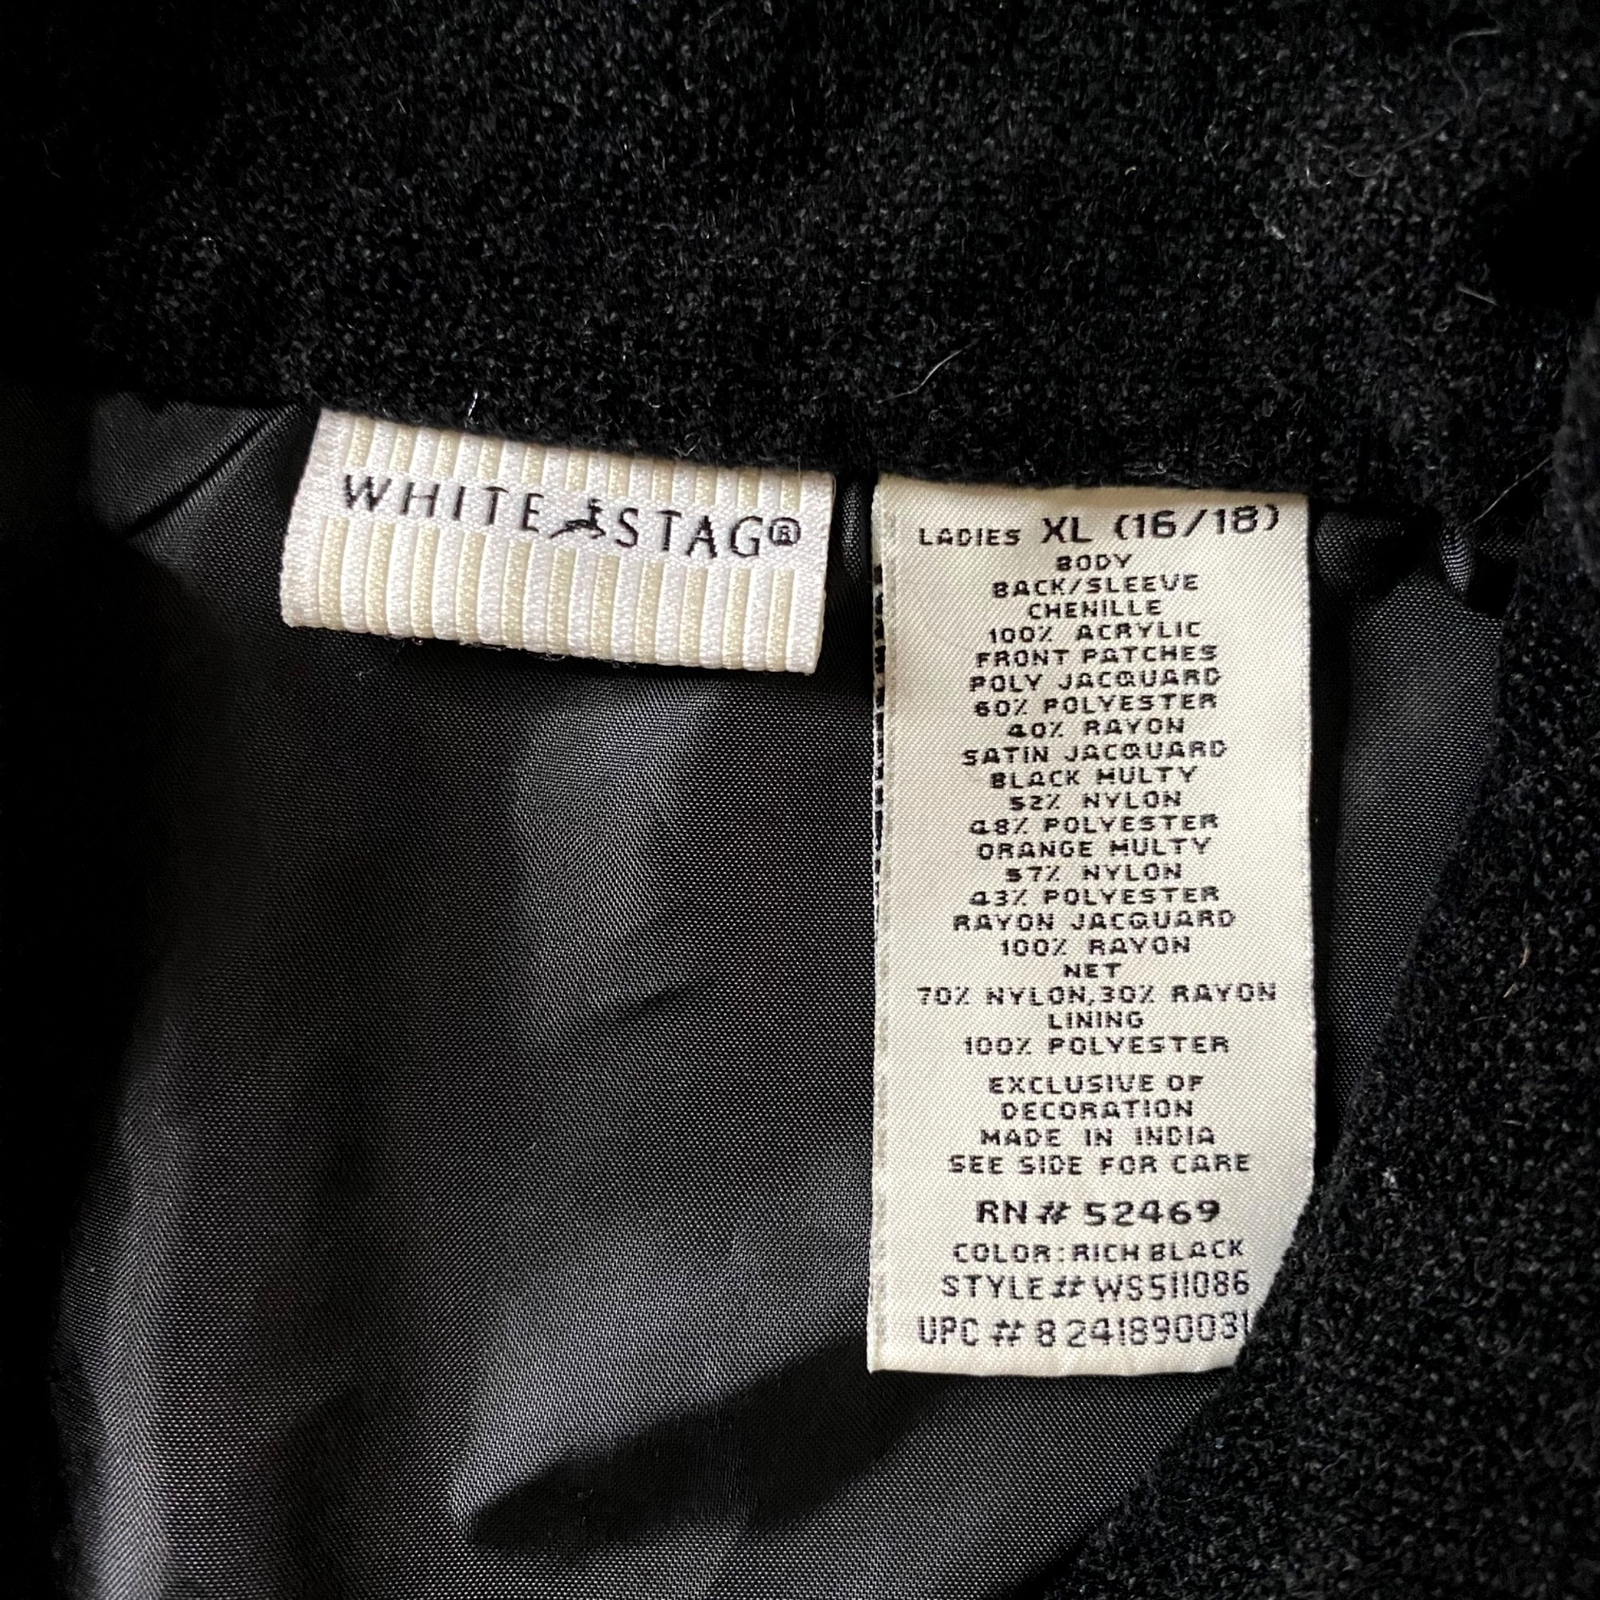 WHITE STAG®
LADIES XL (16/18)
BODY
BACK/SLEEVE
CHENILLE
100% ACRYLIC
FRONT PATCHES
POLY JACQUARD
60% POLYESTER
40% RAYON
SATIN JACQUARD
BLACK MULTY
52% NYLON
48% POLYESTER
ORANGE MULTY
57% NYLON
43% POLYESTER
RAYON JACQUARD
100% RAYON
NET
70% NYLON,30% RAYON
LINING
100% POLYESTER
EXCLUSIVE OF
DECORATION
MADE IN INDIA
SEE SIDE FOR CARE
RN# 52469
COLOR:RICH BLACK
STYLE# WS511086
UPC # 8 241890031